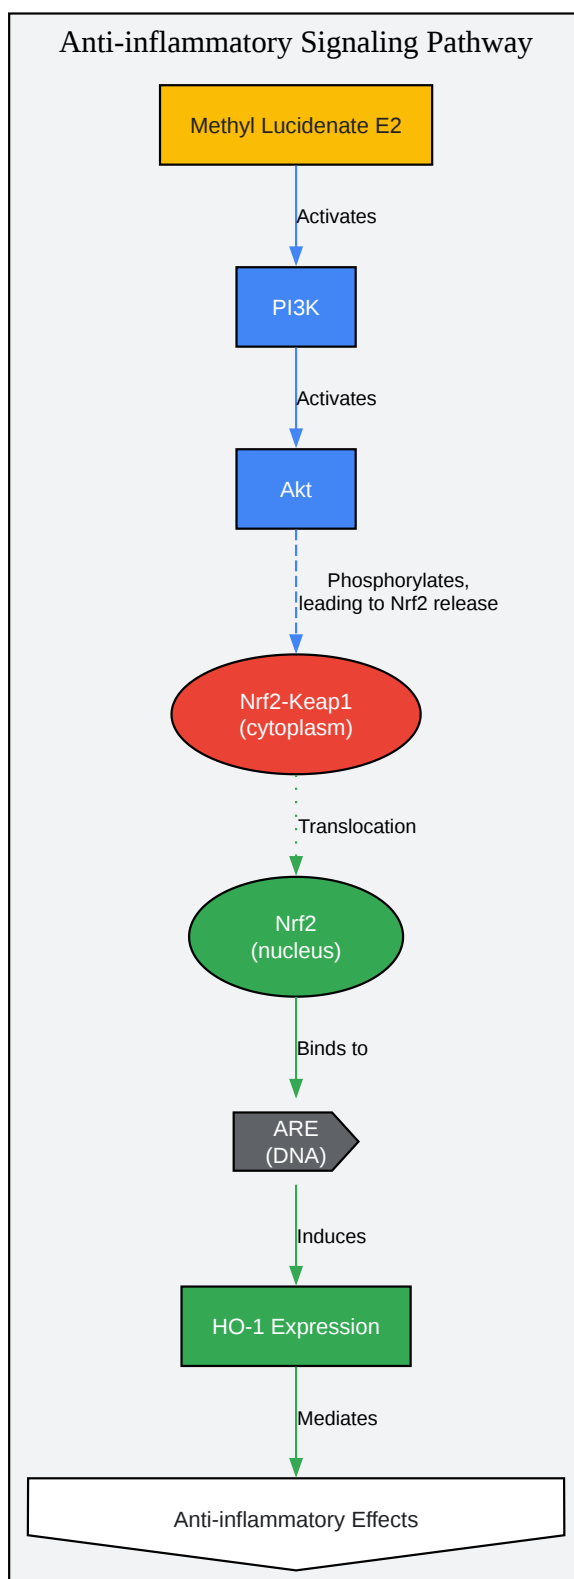 Anti-inflammatory Signaling Pathway
Methyl Lucidenate E2
Activates
PI3K
Activates
Akt
Phosphorylates,
leading to Nrf2 release
Nrf2-Keap1
(cytoplasm)
Translocation
Nrf2
(nucleus)
Binds to
ARE
(DNA)
Induces
HO-1 Expression
Mediates
Anti-inflammatory Effects